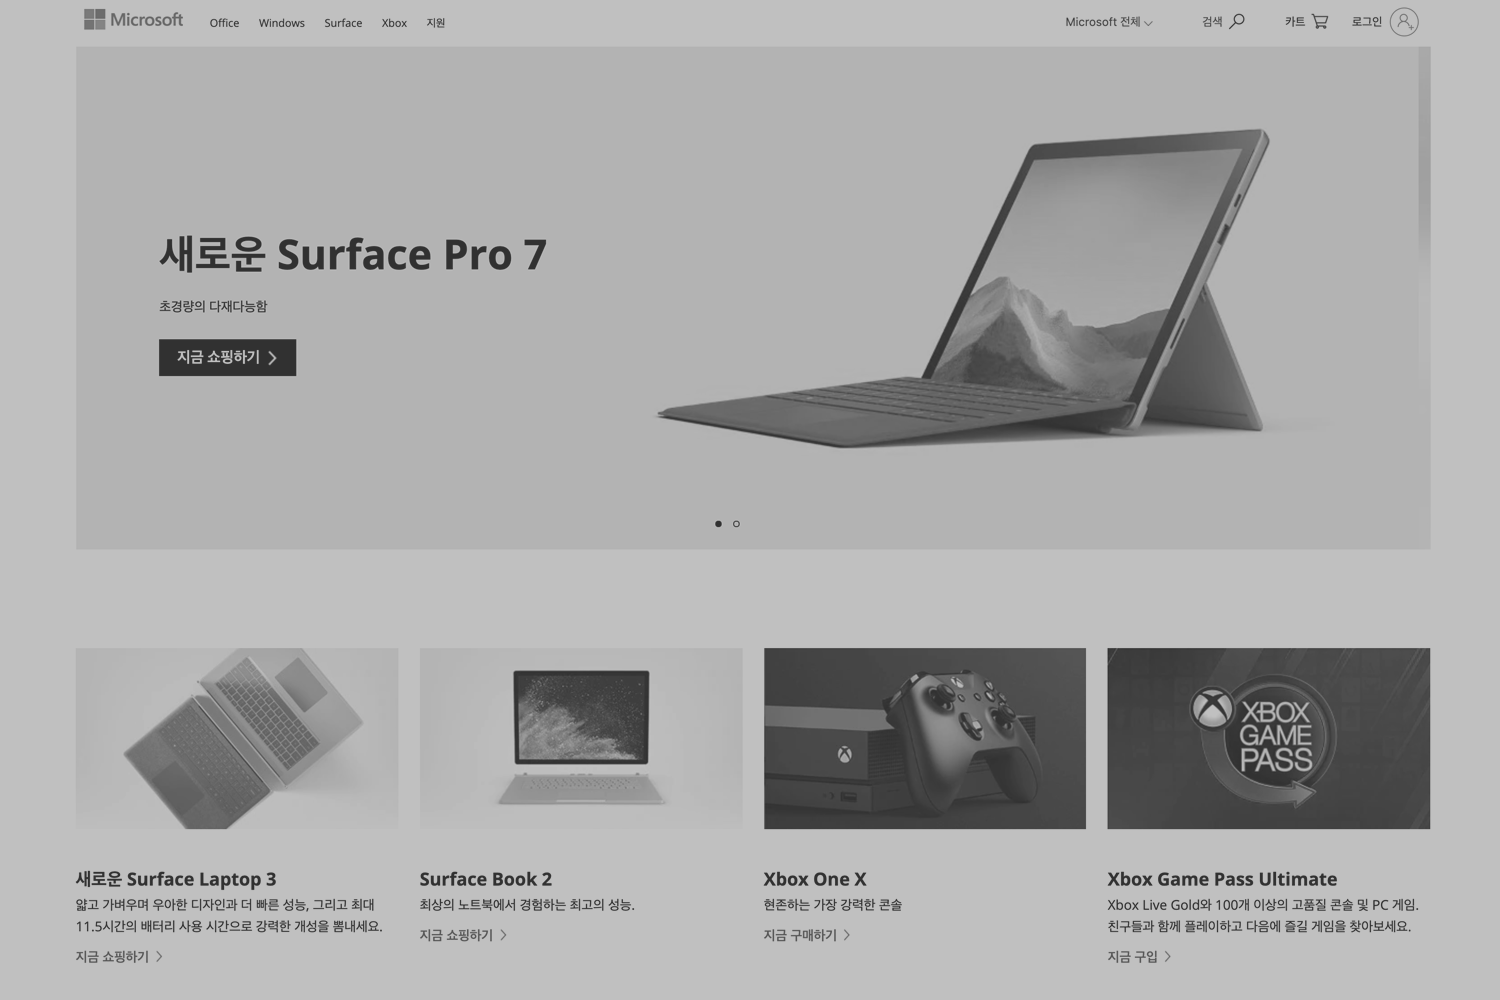 Microsoft
Office
Windows
Surface
Xbox
지원
Microsoft 전체
검색
카트
로그인
새로운 Surface Pro 7
초경량의 다재다능함
지금 쇼핑하기
XBOX
GAME
PASS
새로운 Surface Laptop 3
얇고 가벼우며 우아한 디자인과 더 빠른 성능, 그리고 최대
11.5시간의 배터리 사용 시간으로 강력한 개성을 뽐내세요.
지금 쇼핑하기
Surface Book 2
최상의 노트북에서 경험하는 최고의 성능.
지금 쇼핑하기
Xbox One X
현존하는 가장 강력한 콘솔
지금 구매하기
Xbox Game Pass Ultimate
Xbox Live Gold와 100개 이상의 고품질 콘솔 및 PC 게임.
친구들과 함께 플레이하고 다음에 즐길 게임을 찾아보세요.
지금 구입